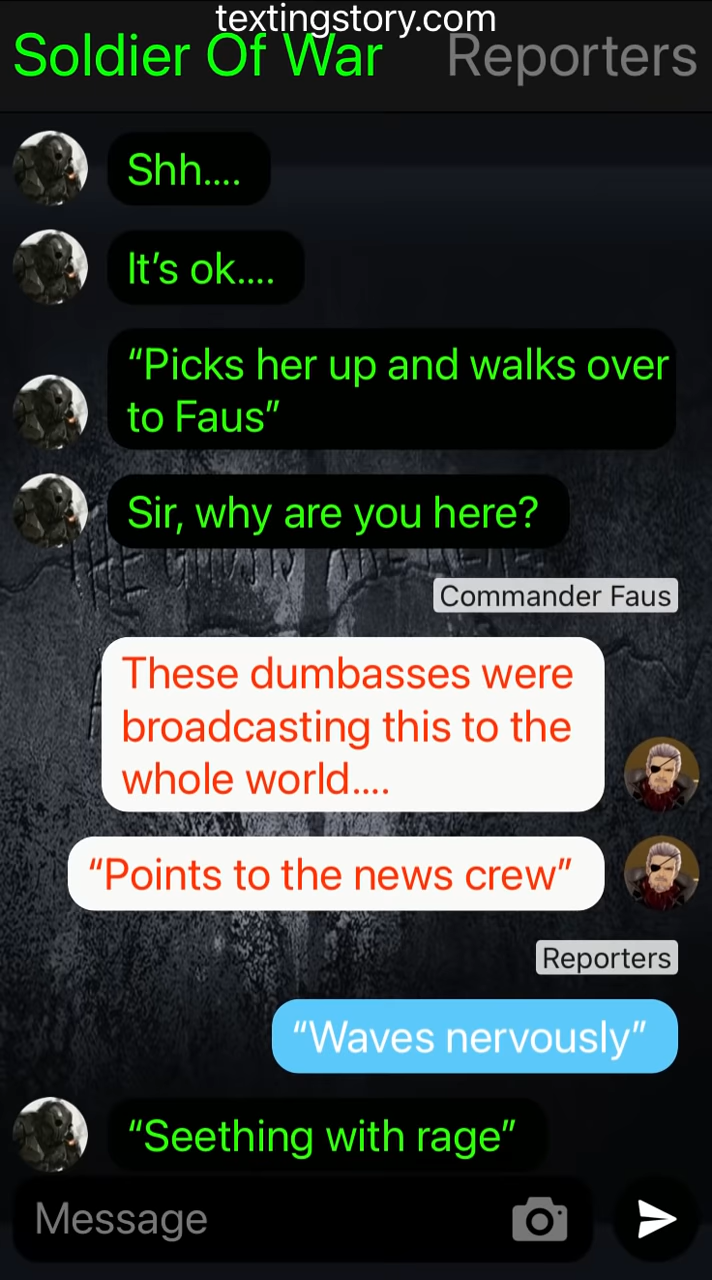 textingstory.com
Soldier Of War
Reporters
Shh....
It's ok....
“Picks her up and walks over
to Faus”
Sir, why are you here?
Commander Faus
These dumbasses were
broadcasting this to the
whole world....
“Points to the news crew”
Reporters
“Waves nervously”
“Seething with rage”
Message